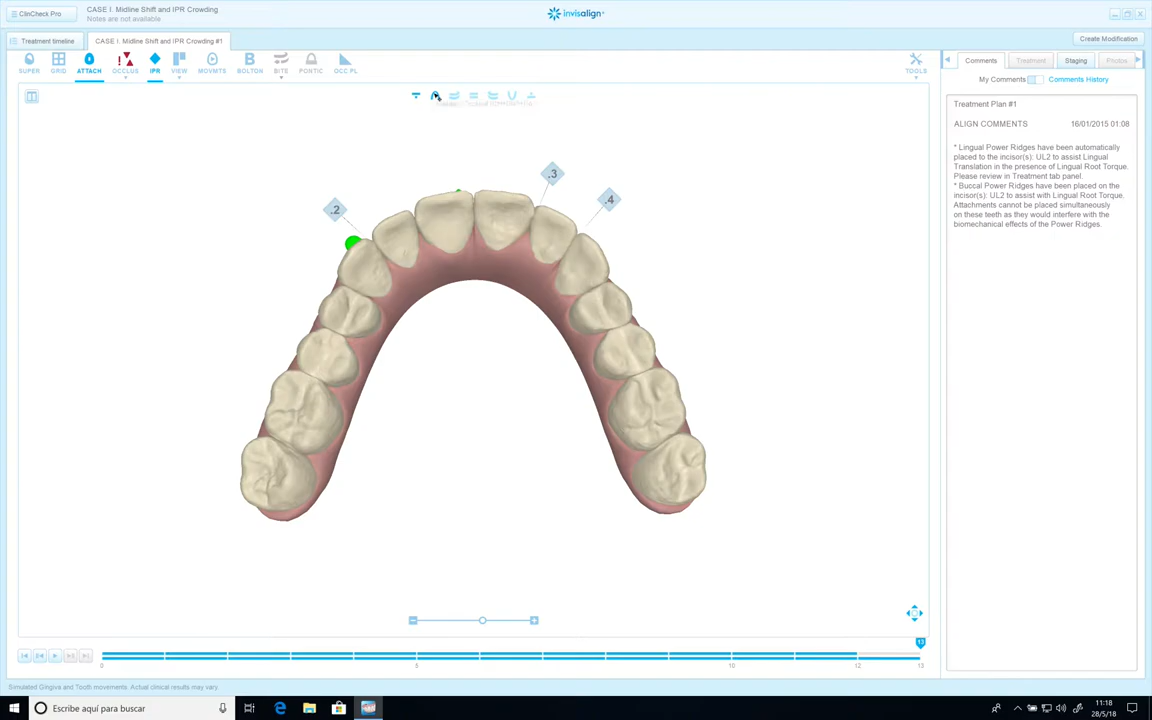 ClinCheck Pro
CASE I. Midline Shift and IPR Crowding
Notes are not available
invisalign
Treatment timeline
CASE I. Midline Shift and IPR Crowding #1
Create Modification
SUPER
GRID
ATTACH
OCCLUS
IPR
VIEW
MOVMTS
BOLTON
BITE
PONTIC
OCC PL
TOOLS
Comments
Treatment
Staging
Photos
My Comments
Comments History
Treatment Plan #1
ALIGN COMMENTS 16/01/2015 01:08
* Lingual Power Ridges have been automatically
placed to the incisor(s): UL2 to assist Lingual
Translation in the presence of Lingual Root Torque.
Please review in Treatment tab panel.
* Buccal Power Ridges have been placed on the
incisor(s): UL2 to assist with Lingual Root Torque.
Attachments cannot be placed simultaneously
on these teeth as they would interfere with the
biomechanical effects of the Power Ridges.
.3
.4
.2
13
0 5 10 12 13
Simulated Gingiva and Tooth movements. Actual clinical results may vary.
Escribe aquí para buscar
11:18
28/5/18